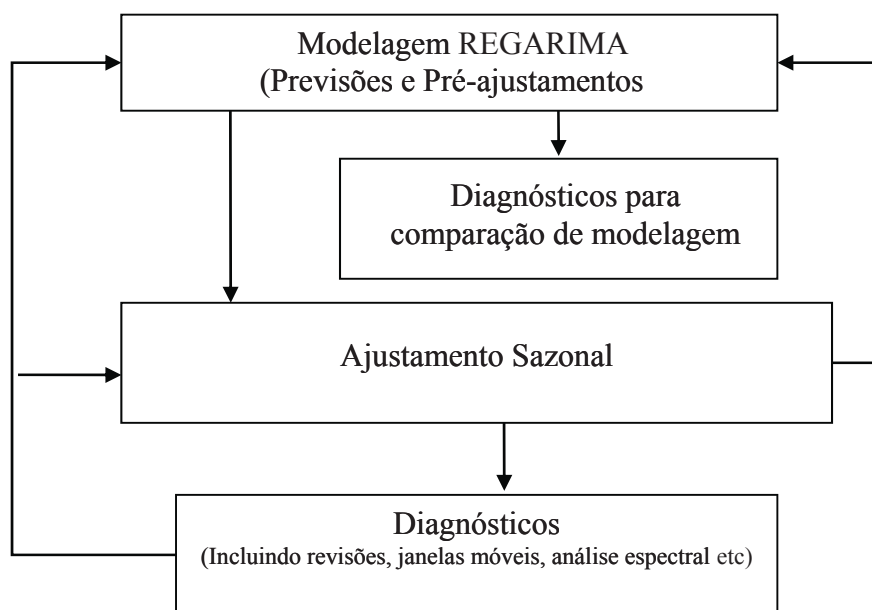 Modelagem REGARIMA
(Previsões e Pré-ajustamentos
Diagnósticos para
comparação de modelagem
Ajustamento Sazonal
Diagnósticos
(Incluindo revisões, janelas móveis, análise espectral etc)